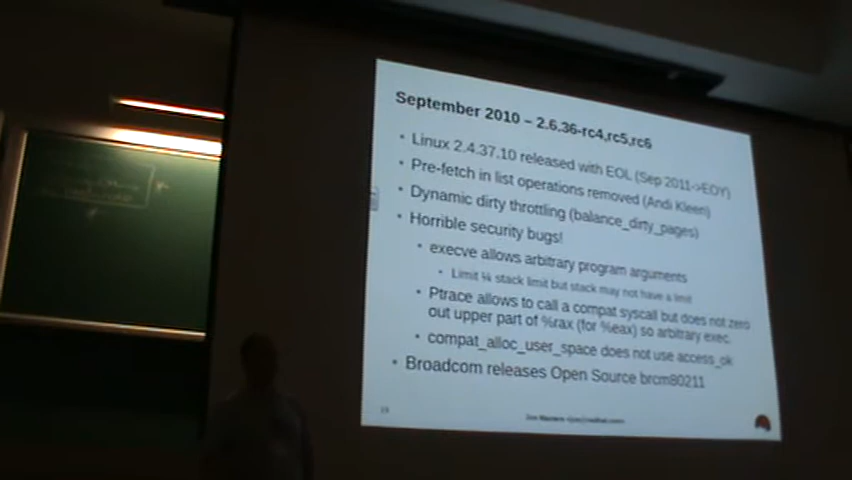 September 2010 – 2.6.36-rc4,rc5,rc6
• Linux 2.4.37.10 released with EOL (Sep 2011->EOY)
• Pre-fetch in list operations removed (Andi Kleen)
• Dynamic dirty throttling (balance_dirty_pages)
• Horrible security bugs!
• execve allows arbitrary program arguments
• Limit ¼ stack limit but stack may not have a limit
• Ptrace allows to call a compat syscall but does not zero
out upper part of %rax (for %eax) so arbitrary exec.
• compat_alloc_user_space does not use access_ok
• Broadcom releases Open Source brcm80211